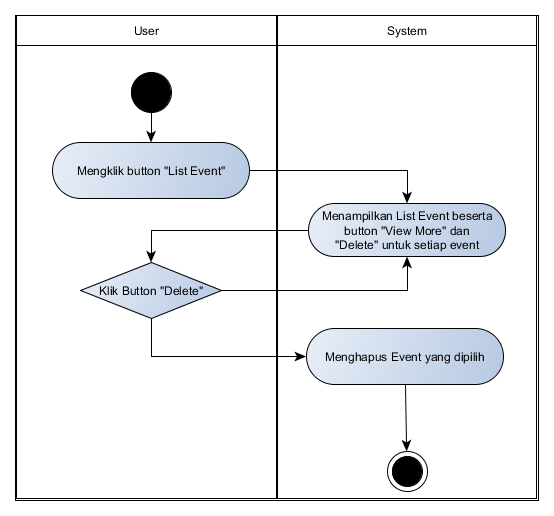 User
System
Mengklik button "List Event"
Menampilkan List Event beserta
button "View More" dan
"Delete" untuk setiap event
Klik Button "Delete"
Menghapus Event yang dipilih